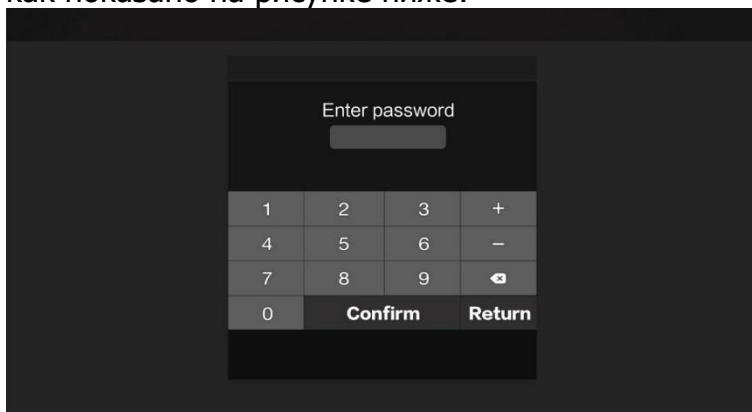 как показано на рисунке ниже.
Enter password
1 2 3 +
4 5 6 −
7 8 9
0 Confirm Return